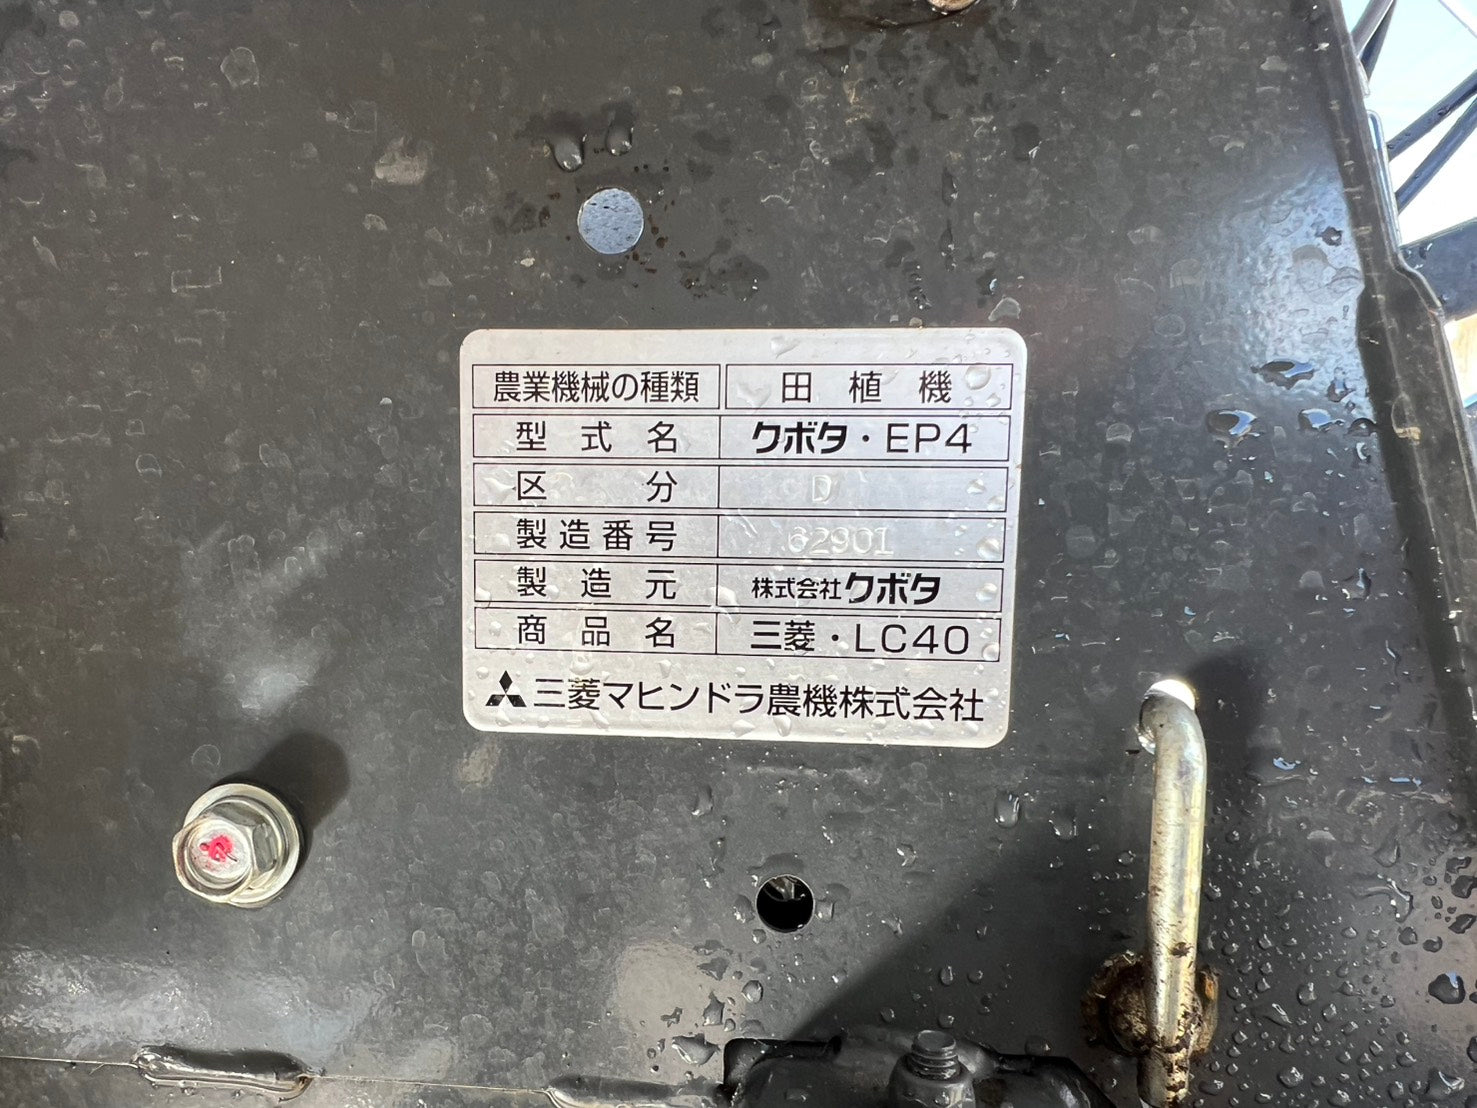 農業機械の種類 田植機
型式名 クボタ・EP4
区分 D
製造番号 62901
製造元 株式会社クボタ
商品名 三菱・LC40
三菱マヒンドラ農機株式会社